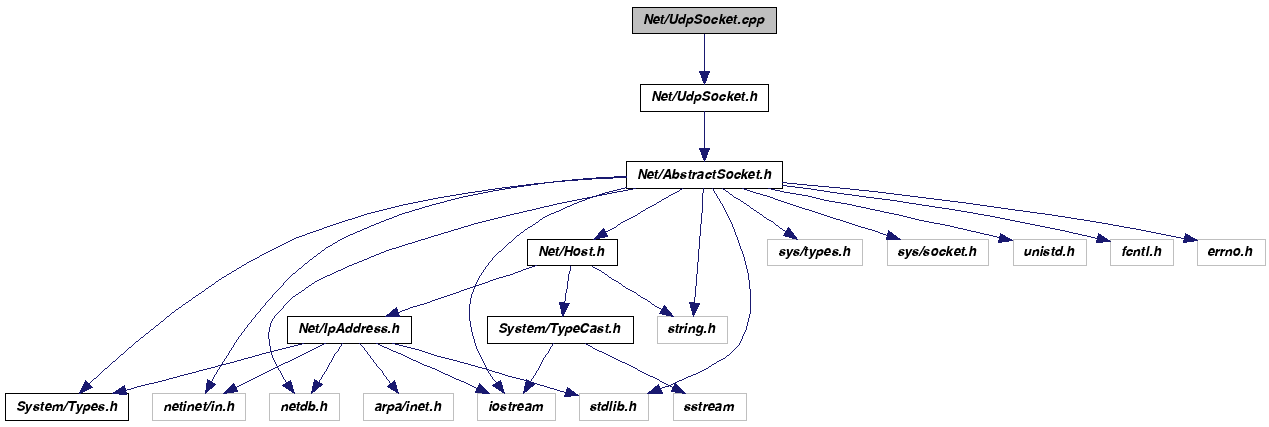 Net/UdpSocket.cpp
Net/UdpSocket.h
Net/AbstractSocket.h
Net/Host.h
sys/types.h
sys/socket.h
unistd.h
fcntl.h
errno.h
Net/IpAddress.h
System/TypeCast.h
string.h
System/Types.h
netinet/in.h
netdb.h
arpa/inet.h
iostream
stdlib.h
sstream